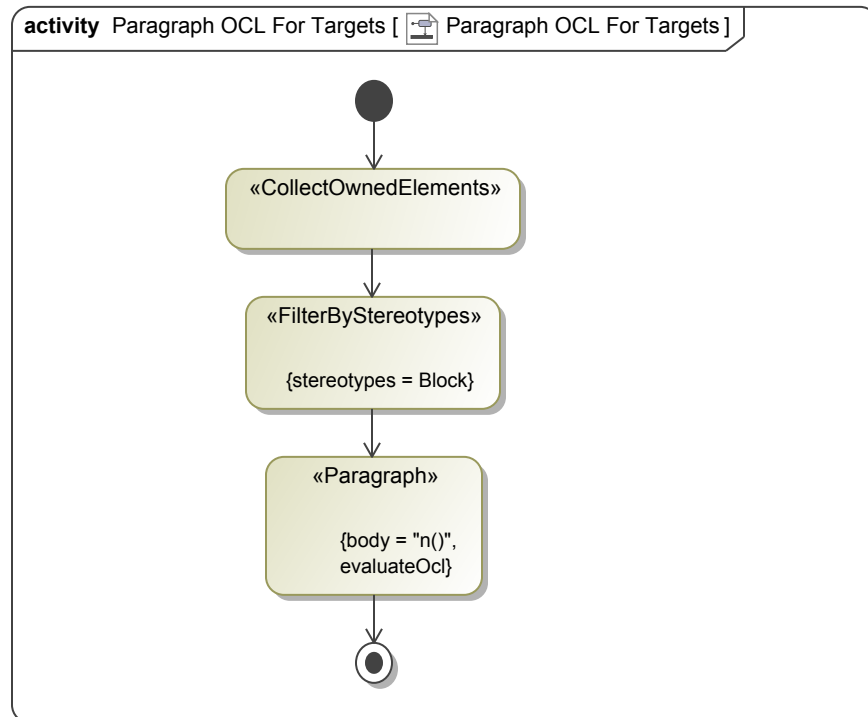 activity Paragraph OCL For Targets [ Paragraph OCL For Targets ]
«CollectOwnedElements»
«FilterByStereotypes»
{stereotypes = Block}
«Paragraph»
{body = "n()",
evaluateOcl}